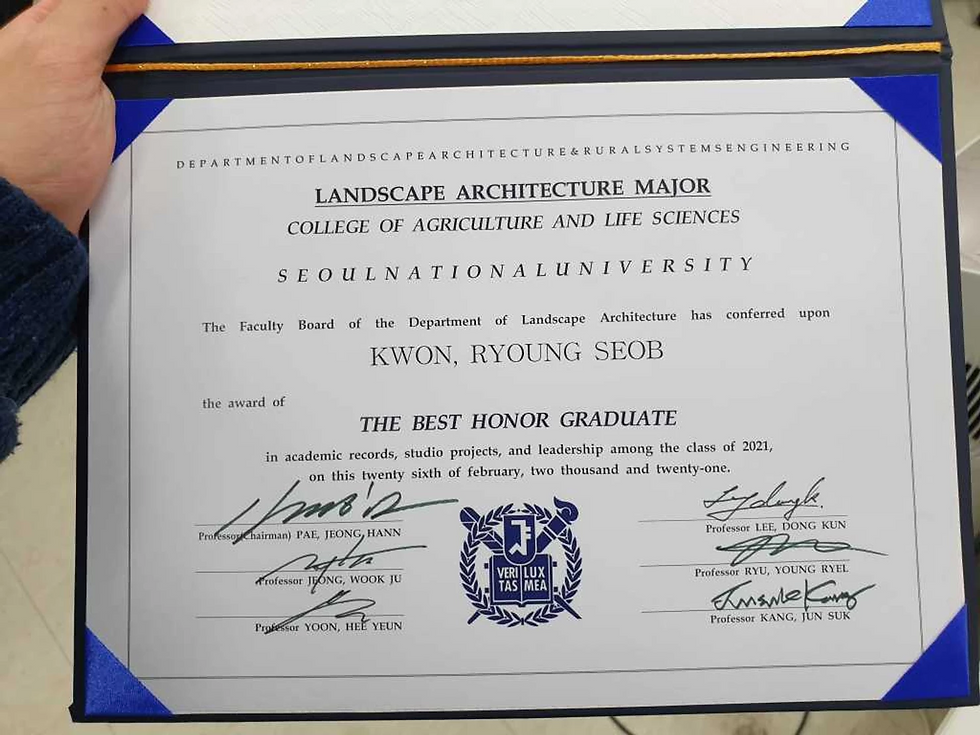 DEPARTMENTOFLANDSCAPEARCHITECTURE&RURALSYSTEMSENGINEERING
LANDSCAPE ARCHITECTURE MAJOR
COLLEGE OF AGRICULTURE AND LIFE SCIENCES
SEOULNATIONALUNIVERSITY
The Faculty Board of the Department of Landscape Architecture has conferred upon
KWON, RYOUNG SEOB
the award of
THE BEST HONOR GRADUATE
in academic records, studio projects, and leadership among the class of 2021,
on this twenty sixth of february, two thousand and twenty-one.
Professor(Chairman) PAE, JEONG HANN
Professor JEONG, WOOK JU
Professor YOON, HEE YEUN
VERI LUX
TAS MEA
Professor LEE, DONG KUN
Professor RYU, YOUNG RYEL
Professor KANG, JUN SUK